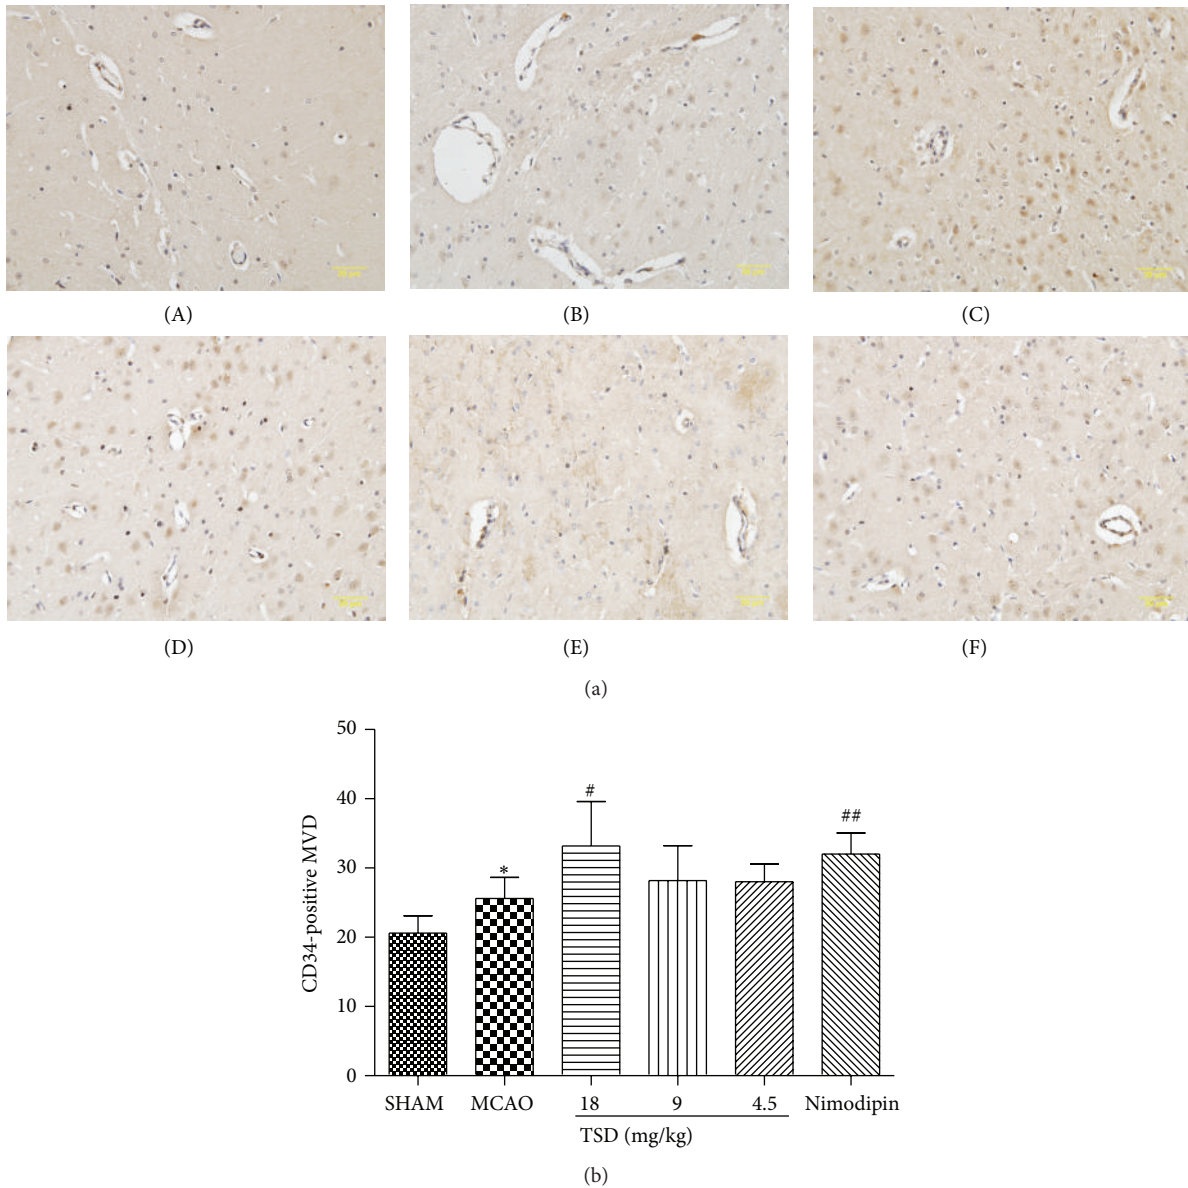 (A) (B) (C)
(D) (E) (F)
(a)
50
40
30
20
10
0
CD34-positive MVD
*
#
##
SHAM MCAO 18 9 4.5 Nimodipin
TSD (mg/kg)
(b)